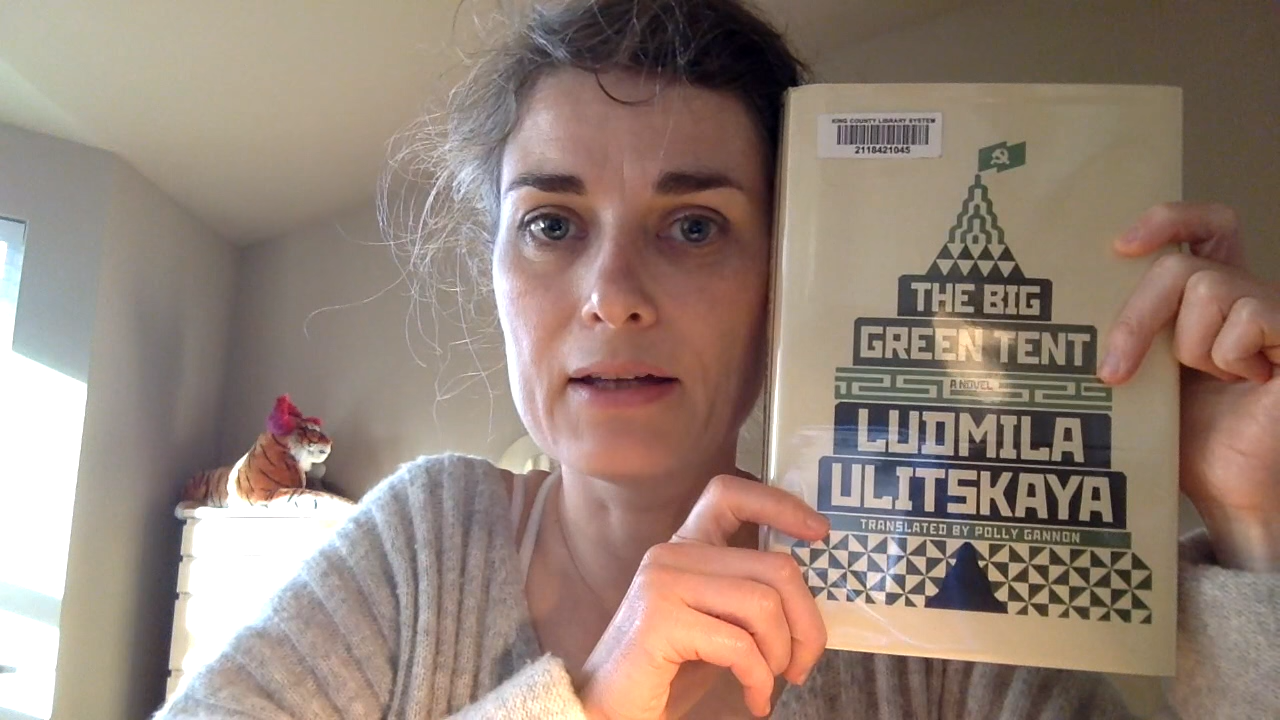 KING COUNTY LIBRARY SYSTEM
2118421045
THE BIG
GREEN TENT
A NOVEL
LUDMILA
ULITSKAYA
TRANSLATED BY POLLY GANNON